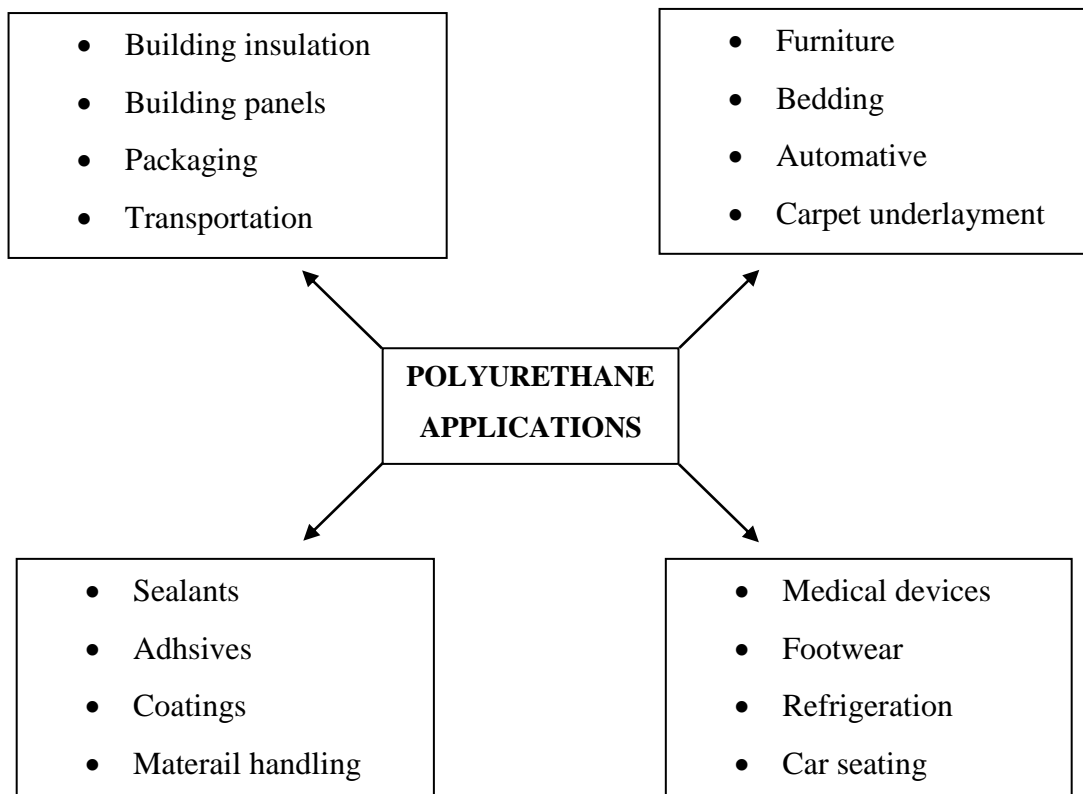 • Building insulation
• Building panels
• Packaging
• Transportation
• Furniture
• Bedding
• Automative
• Carpet underlayment
POLYURETHANE
APPLICATIONS
• Sealants
• Adhsives
• Coatings
• Materail handling
• Medical devices
• Footwear
• Refrigeration
• Car seating